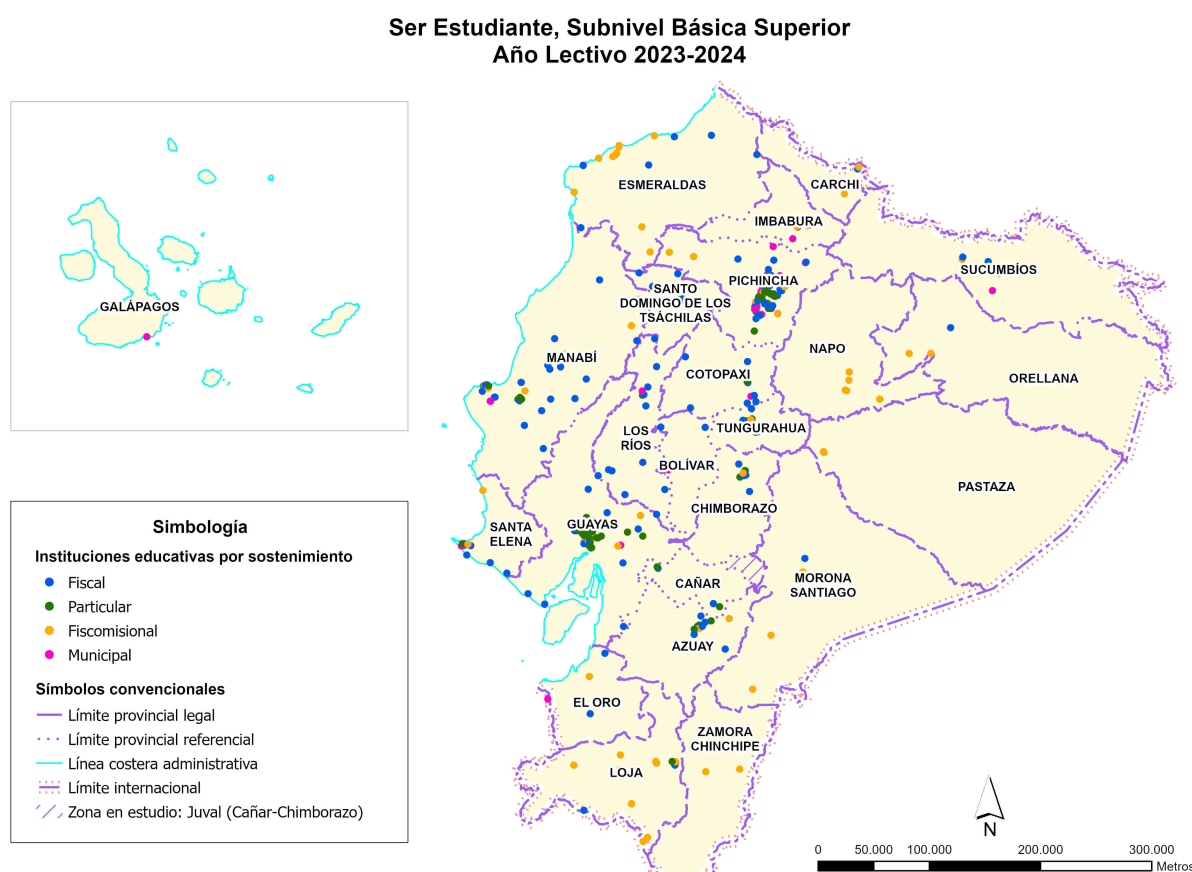 Ser Estudiante, Subnivel Básica Superior
Año Lectivo 2023-2024
ESMERALDAS
CARCHI
IMBABURA
SUCUMBÍOS
PICHINCHA
GALÁPAGOS
SANTO
DOMINGO DE LOS
TSÁCHILAS
NAPO
MANABÍ
COTOPAXI
ORELLANA
TUNGURAHUA
LOS
RÍOS
BOLÍVAR
PASTAZA
CHIMBORAZO
SANTA
ELENA
GUAYAS
CAÑAR
MORONA
SANTIAGO
AZUAY
EL ORO
ZAMORA
CHINCHIPE
LOJA
Simbología
Instituciones educativas por sostenimiento
Fiscal
Particular
Fiscomisional
Municipal
Símbolos convencionales
Límite provincial legal
Límite provincial referencial
Línea costera administrativa
Límite internacional
Zona en estudio: Juval (Cañar-Chimborazo)
N
0 50.000 100.000 200.000 300.000
Metros